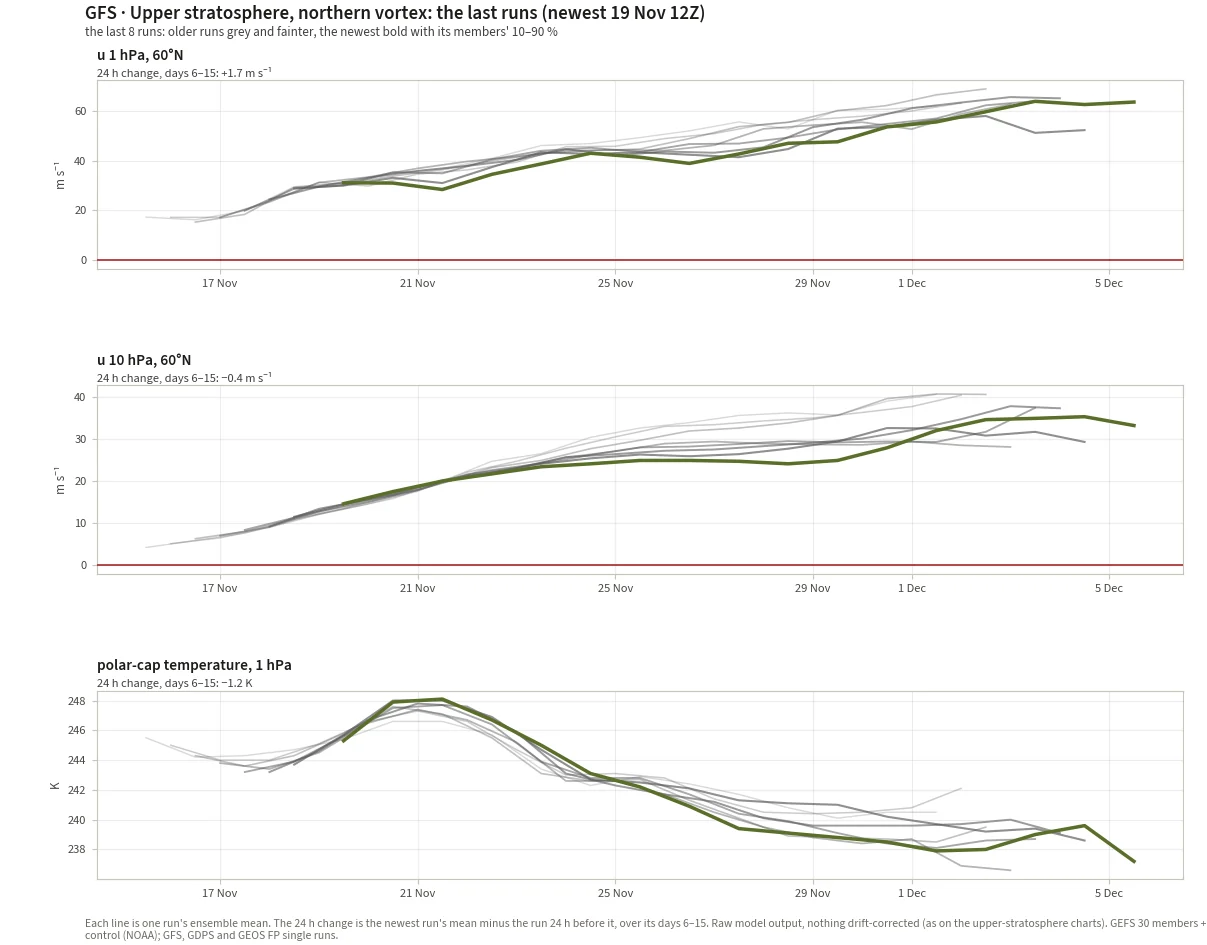 GFS · Upper stratosphere, northern vortex: the last runs (newest 19 Nov 12Z)
the last 8 runs: older runs grey and fainter, the newest bold with its members' 10–90 %
u 1 hPa, 60°N
24 h change, days 6–15: +1.7 m s⁻¹
60
40
20
0
m s⁻¹
17 Nov
21 Nov
25 Nov
29 Nov
1 Dec
5 Dec
u 10 hPa, 60°N
24 h change, days 6–15: −0.4 m s⁻¹
40
30
20
10
0
m s⁻¹
17 Nov
21 Nov
25 Nov
29 Nov
1 Dec
5 Dec
polar-cap temperature, 1 hPa
24 h change, days 6–15: −1.2 K
248
246
244
242
240
238
K
17 Nov
21 Nov
25 Nov
29 Nov
1 Dec
5 Dec
Each line is one run's ensemble mean. The 24 h change is the newest run's mean minus the run 24 h before it, over its days 6–15. Raw model output, nothing drift-corrected (as on the upper-stratosphere charts). GEFS 30 members +
control (NOAA); GFS, GDPS and GEOS FP single runs.